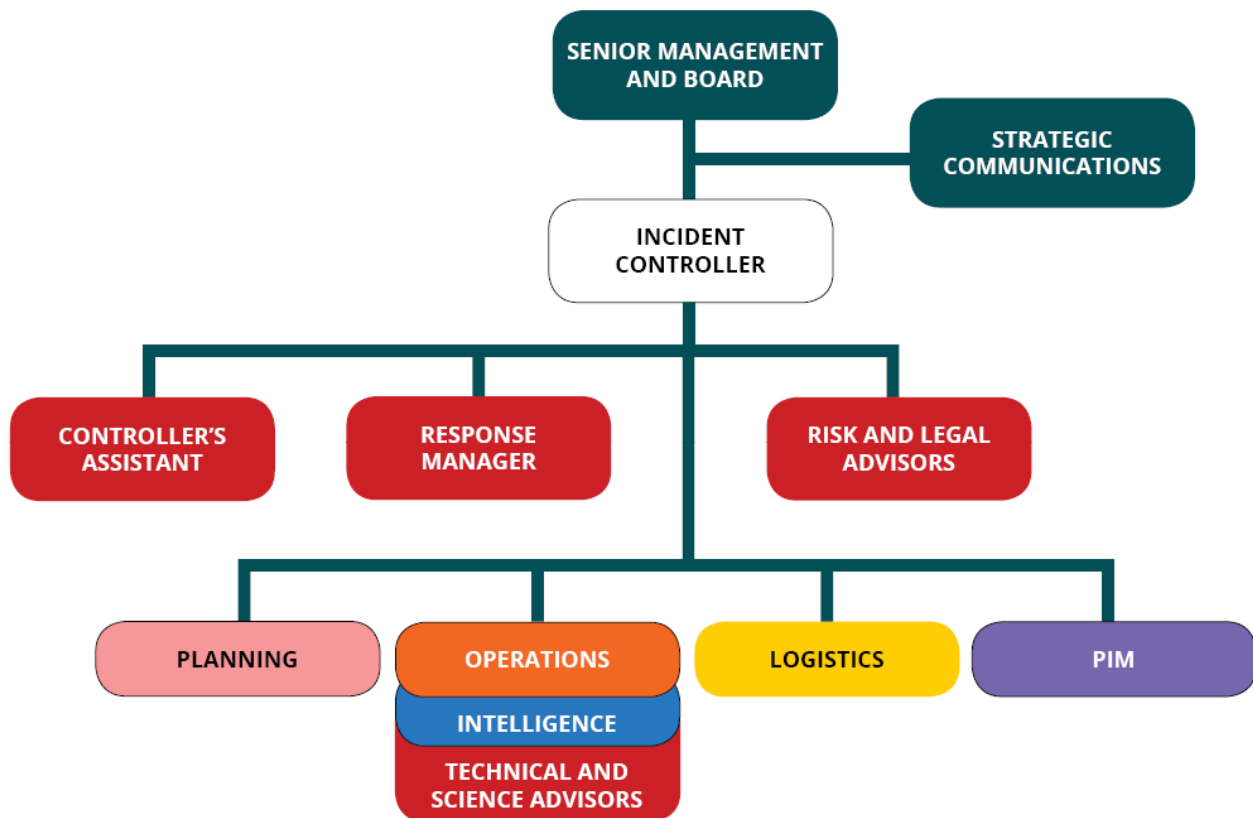 SENIOR MANAGEMENT
AND BOARD
STRATEGIC
COMMUNICATIONS
INCIDENT
CONTROLLER
CONTROLLER’S
ASSISTANT
RESPONSE
MANAGER
RISK AND LEGAL
ADVISORS
PLANNING
OPERATIONS
LOGISTICS
PIM
INTELLIGENCE
TECHNICAL AND
SCIENCE ADVISORS